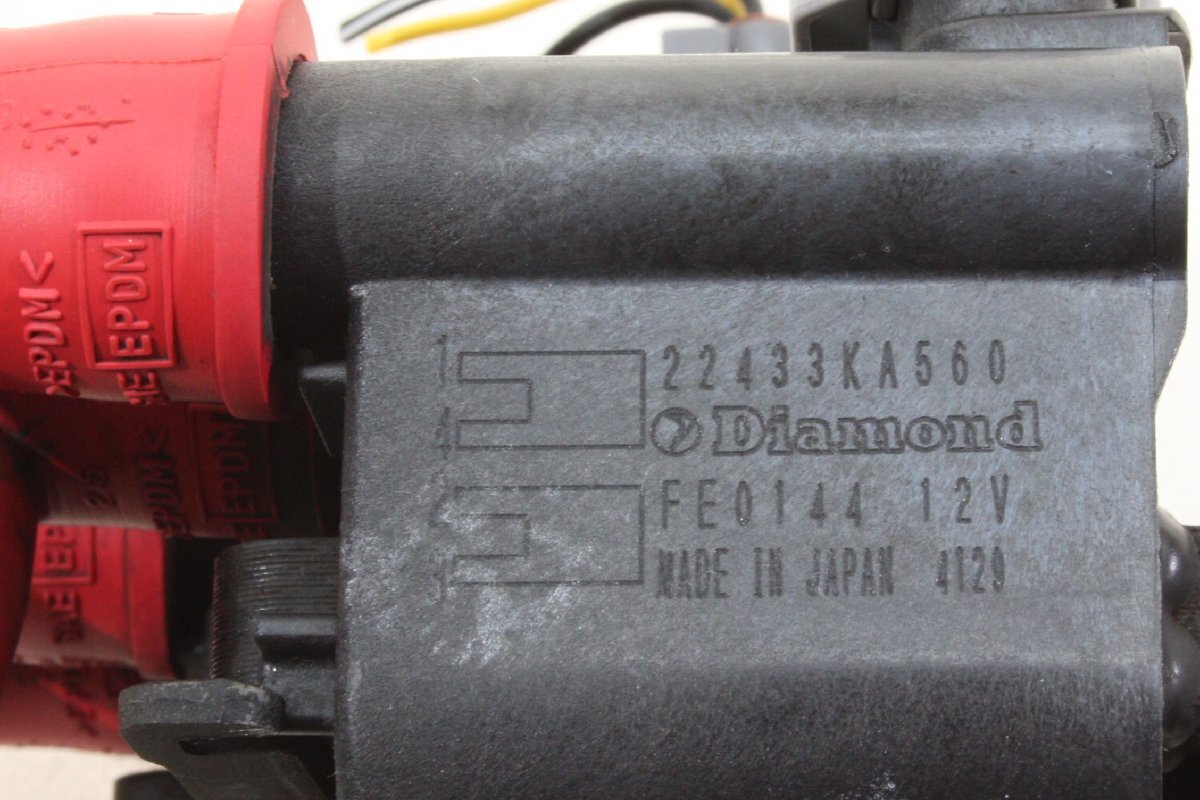 22433KA560
Diamond
FE0144 12V
MADE IN JAPAN 4129
1
4
2
3
EPDM<
EPDM
EPDM<
EPDM